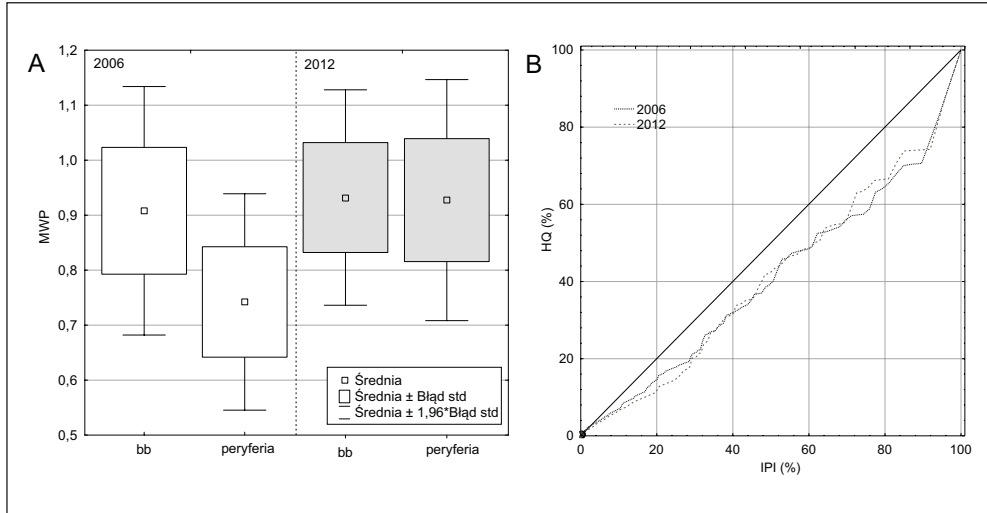 A
2006
2012
1,2
1,1
1,0
0,9
0,8
0,7
0,6
0,5
MWP
bb
peryferia
bb
peryferia
Średnia
Średnia ± Błąd std
Średnia ± 1,96*Błąd std
B
2006
2012
100
80
60
40
20
0
HQ (%)
0 20 40 60 80 100
IPI (%)